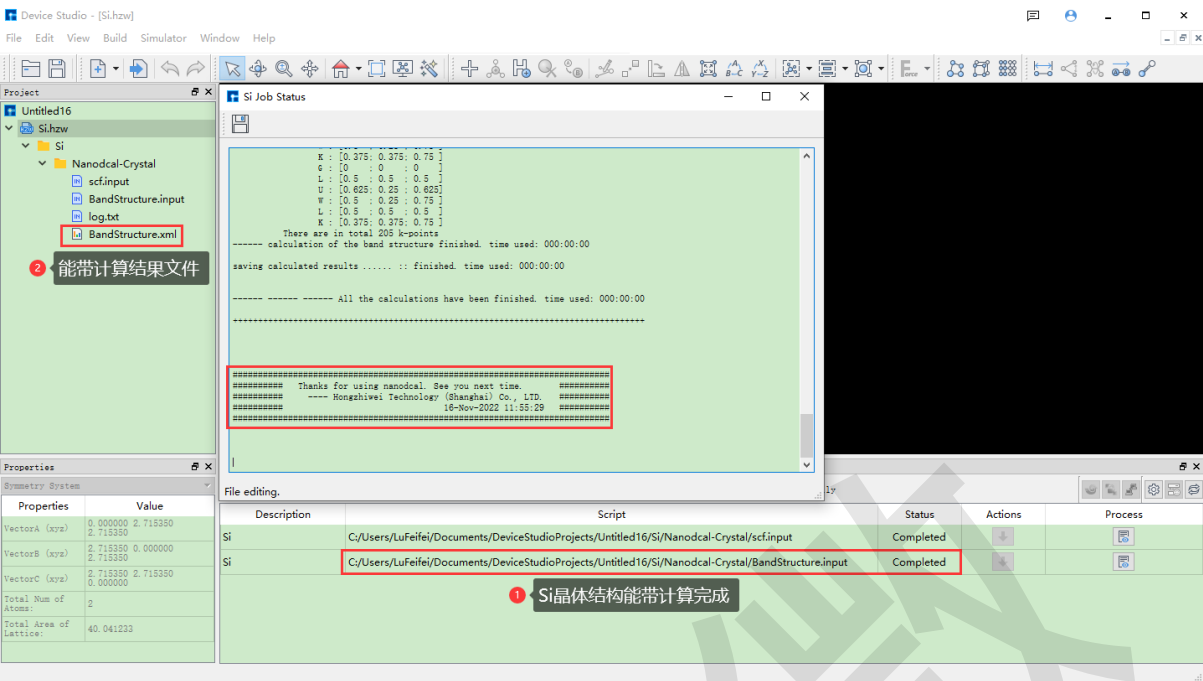 Device Studio - [Si.hzw]
File Edit View Build Simulator Window Help
Project
Untitled16
Si.hzw
Si
Nanodcal-Crystal
scf.input
BandStructure.input
log.txt
BandStructure.xml
2 能带计算结果文件
Si Job Status
K : [0.375; 0.375; 0.75 ]
G : [0 ; 0 ; 0 ]
L : [0.5 ; 0.5 ; 0.5 ]
U : [0.625; 0.25 ; 0.625]
W : [0.5 ; 0.25 ; 0.75 ]
L : [0.5 ; 0.5 ; 0.5 ]
K : [0.375; 0.375; 0.75 ]
There are in total 205 k-points
------ calculation of the band structure finished. time used: 000:00:00
saving calculated results ...... :: finished. time used: 000:00:00
------ ------ ------ All the calculations have been finished. time used: 000:00:00
++++++++++++++++++++++++++++++++++++++++++++++++++++++++++++++++++++++++++++++++++
###########################################################################
########## Thanks for using nanodcal. See you next time. ##########
########## ---- Hongzhiwei Technology (Shanghai) Co., LTD. ##########
########## 16-Nov-2022 11:55:29 ##########
###########################################################################
File editing.
Properties
Symmetry System
Properties Value
VectorA (xyz) 0.000000 2.715350 2.715350
VectorB (xyz) 2.715350 0.000000 2.715350
VectorC (xyz) 2.715350 2.715350 0.000000
Total Num of Atoms: 2
Total Area of Lattice: 40.041233
Description Script Status Actions Process
Si C:/Users/LuFeifei/Documents/DeviceStudioProjects/Untitled16/Si/Nanodcal-Crystal/scf.input Completed
Si C:/Users/LuFeifei/Documents/DeviceStudioProjects/Untitled16/Si/Nanodcal-Crystal/BandStructure.input Completed
1 Si晶体结构能带计算完成